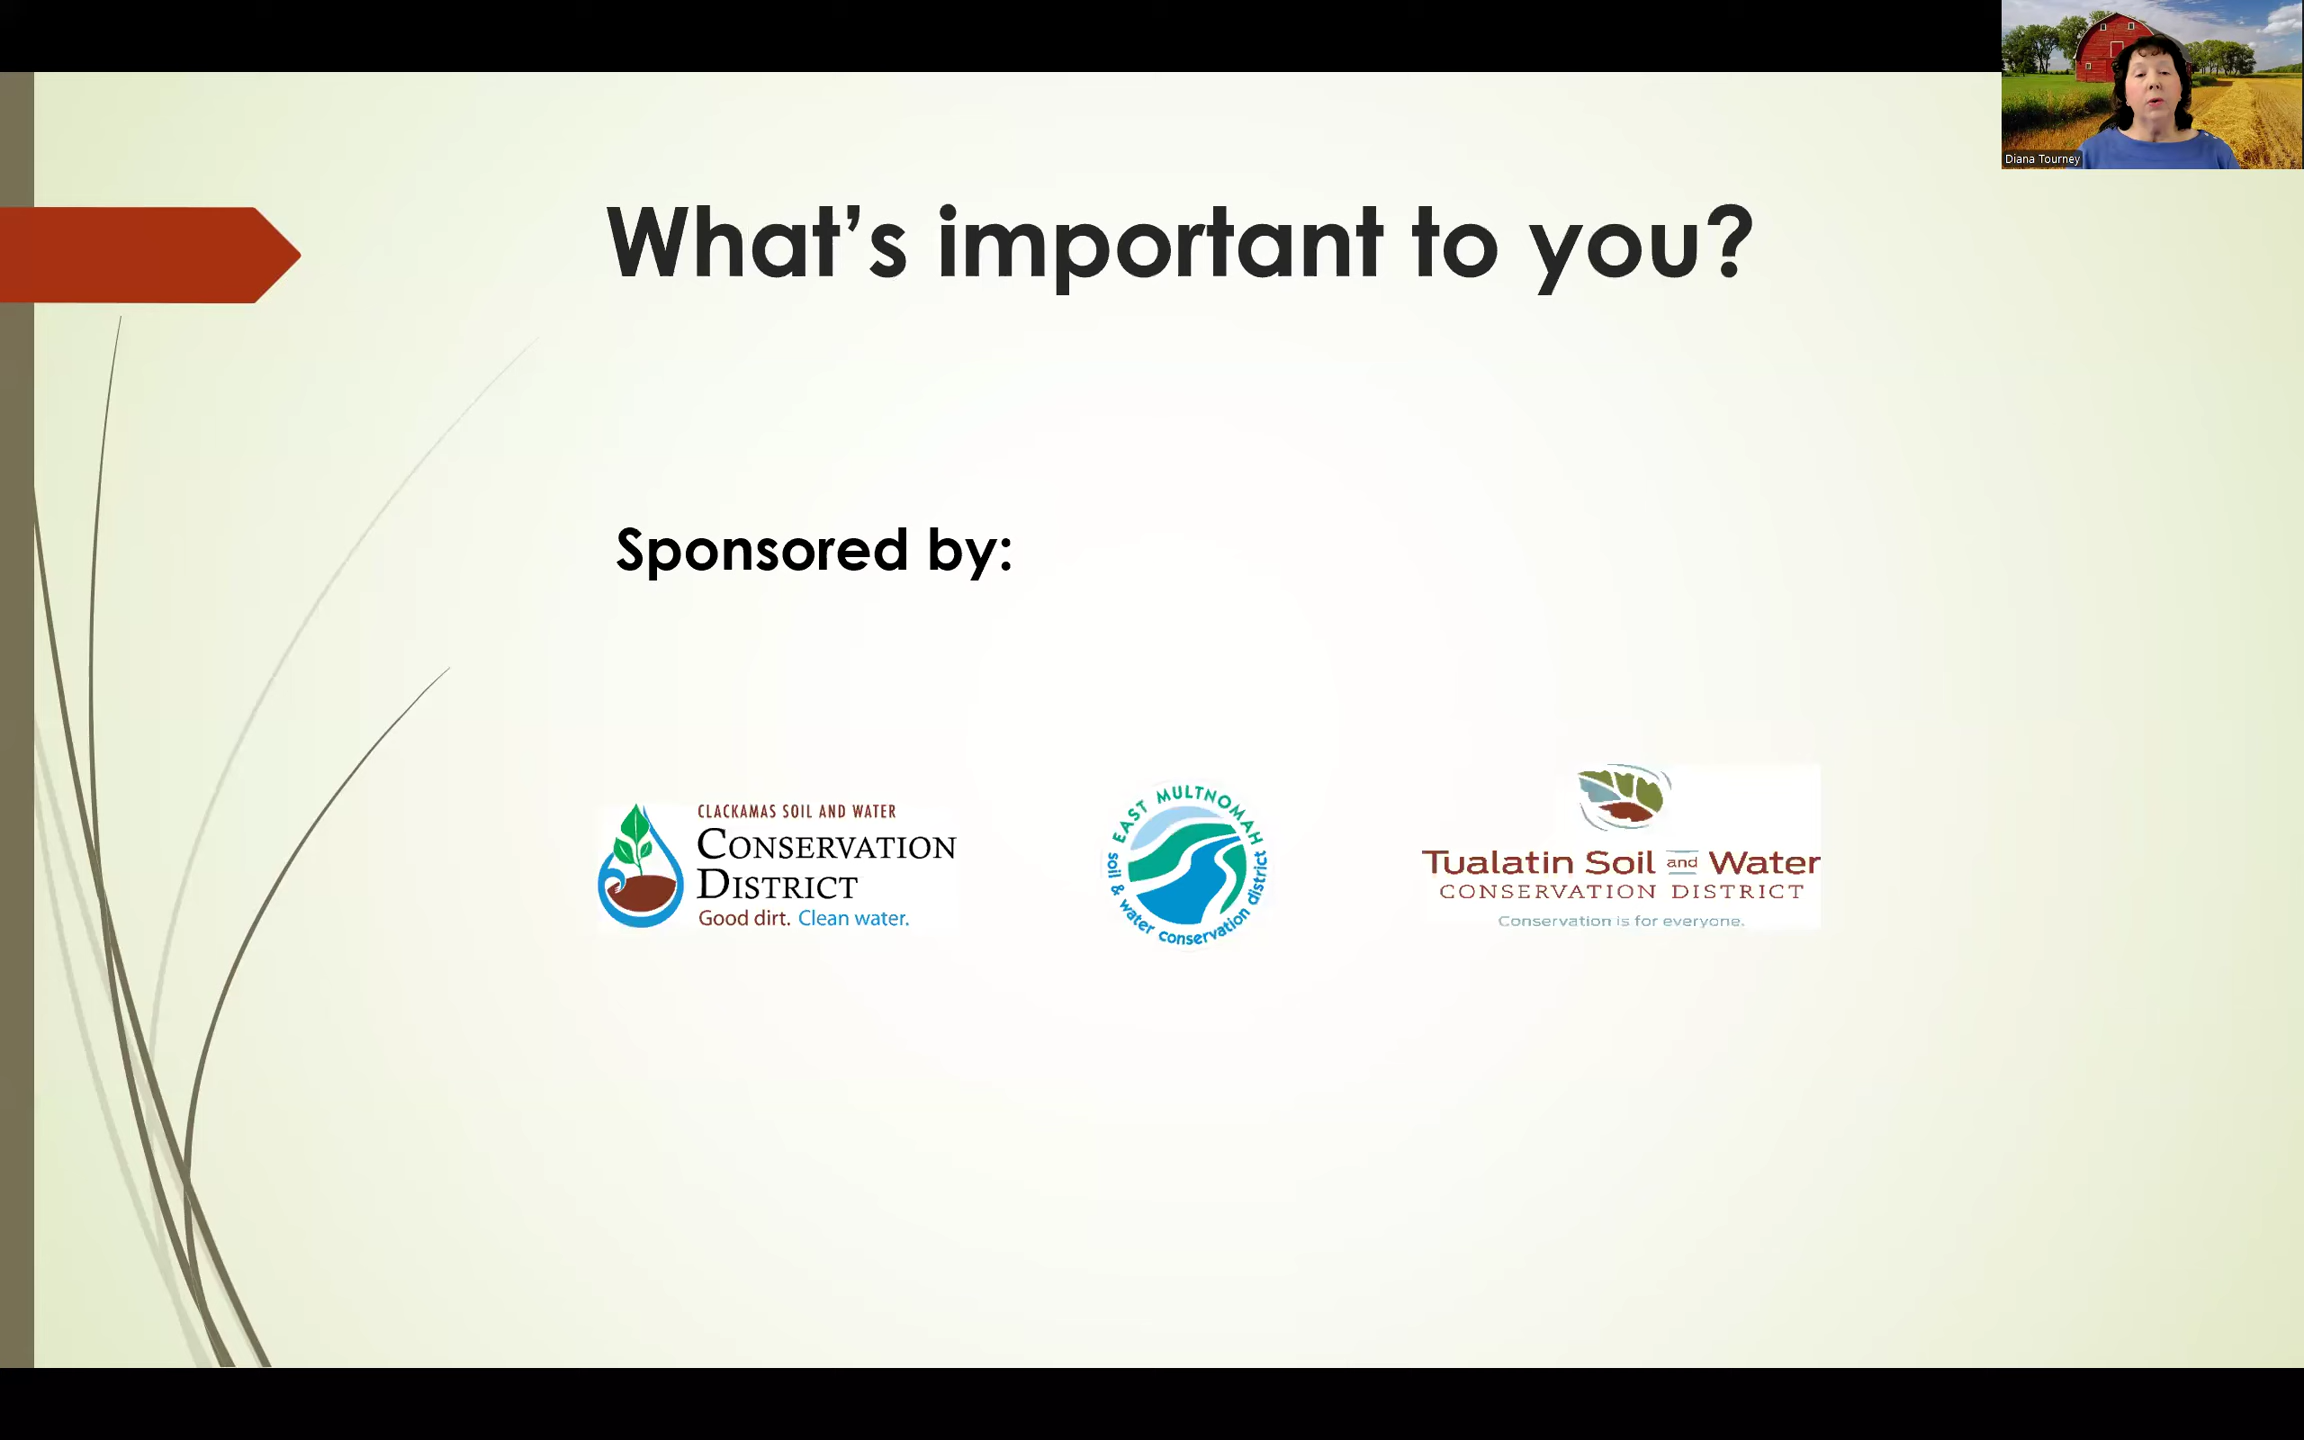 Diana Tourney
What’s important to you?
Sponsored by:
CLACKAMAS SOIL AND WATER
CONSERVATION
DISTRICT
Good dirt. Clean water.
EAST MULTNOMAH
soil & water conservation district
Tualatin Soil and Water
CONSERVATION DISTRICT
Conservation is for everyone.